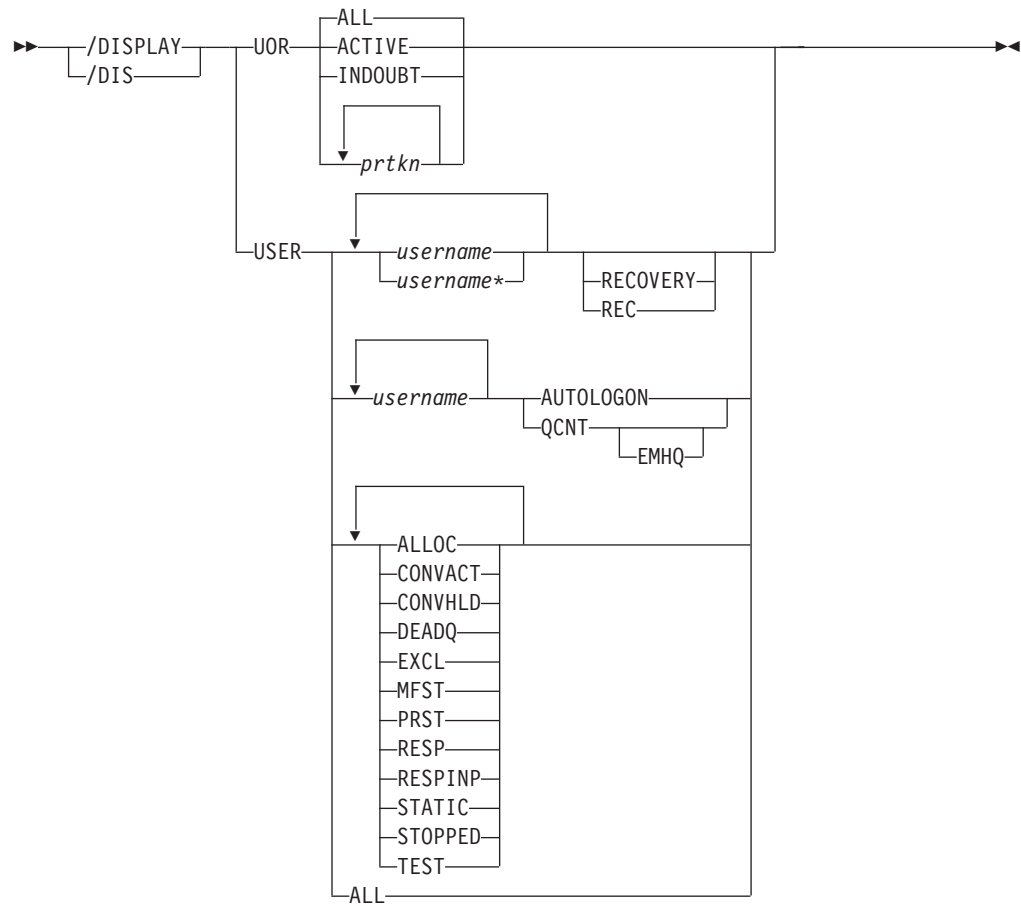 ALL
/DISPLAY UOR ACTIVE
/DIS INDOUBT
prtkn
USER username
username* RECOVERY
REC
username AUTOLOGON
QCNT
EMHQ
ALLOC
CONVACT
CONVHLD
DEADQ
EXCL
MFST
PRST
RESP
RESPINP
STATIC
STOPPED
TEST
ALL